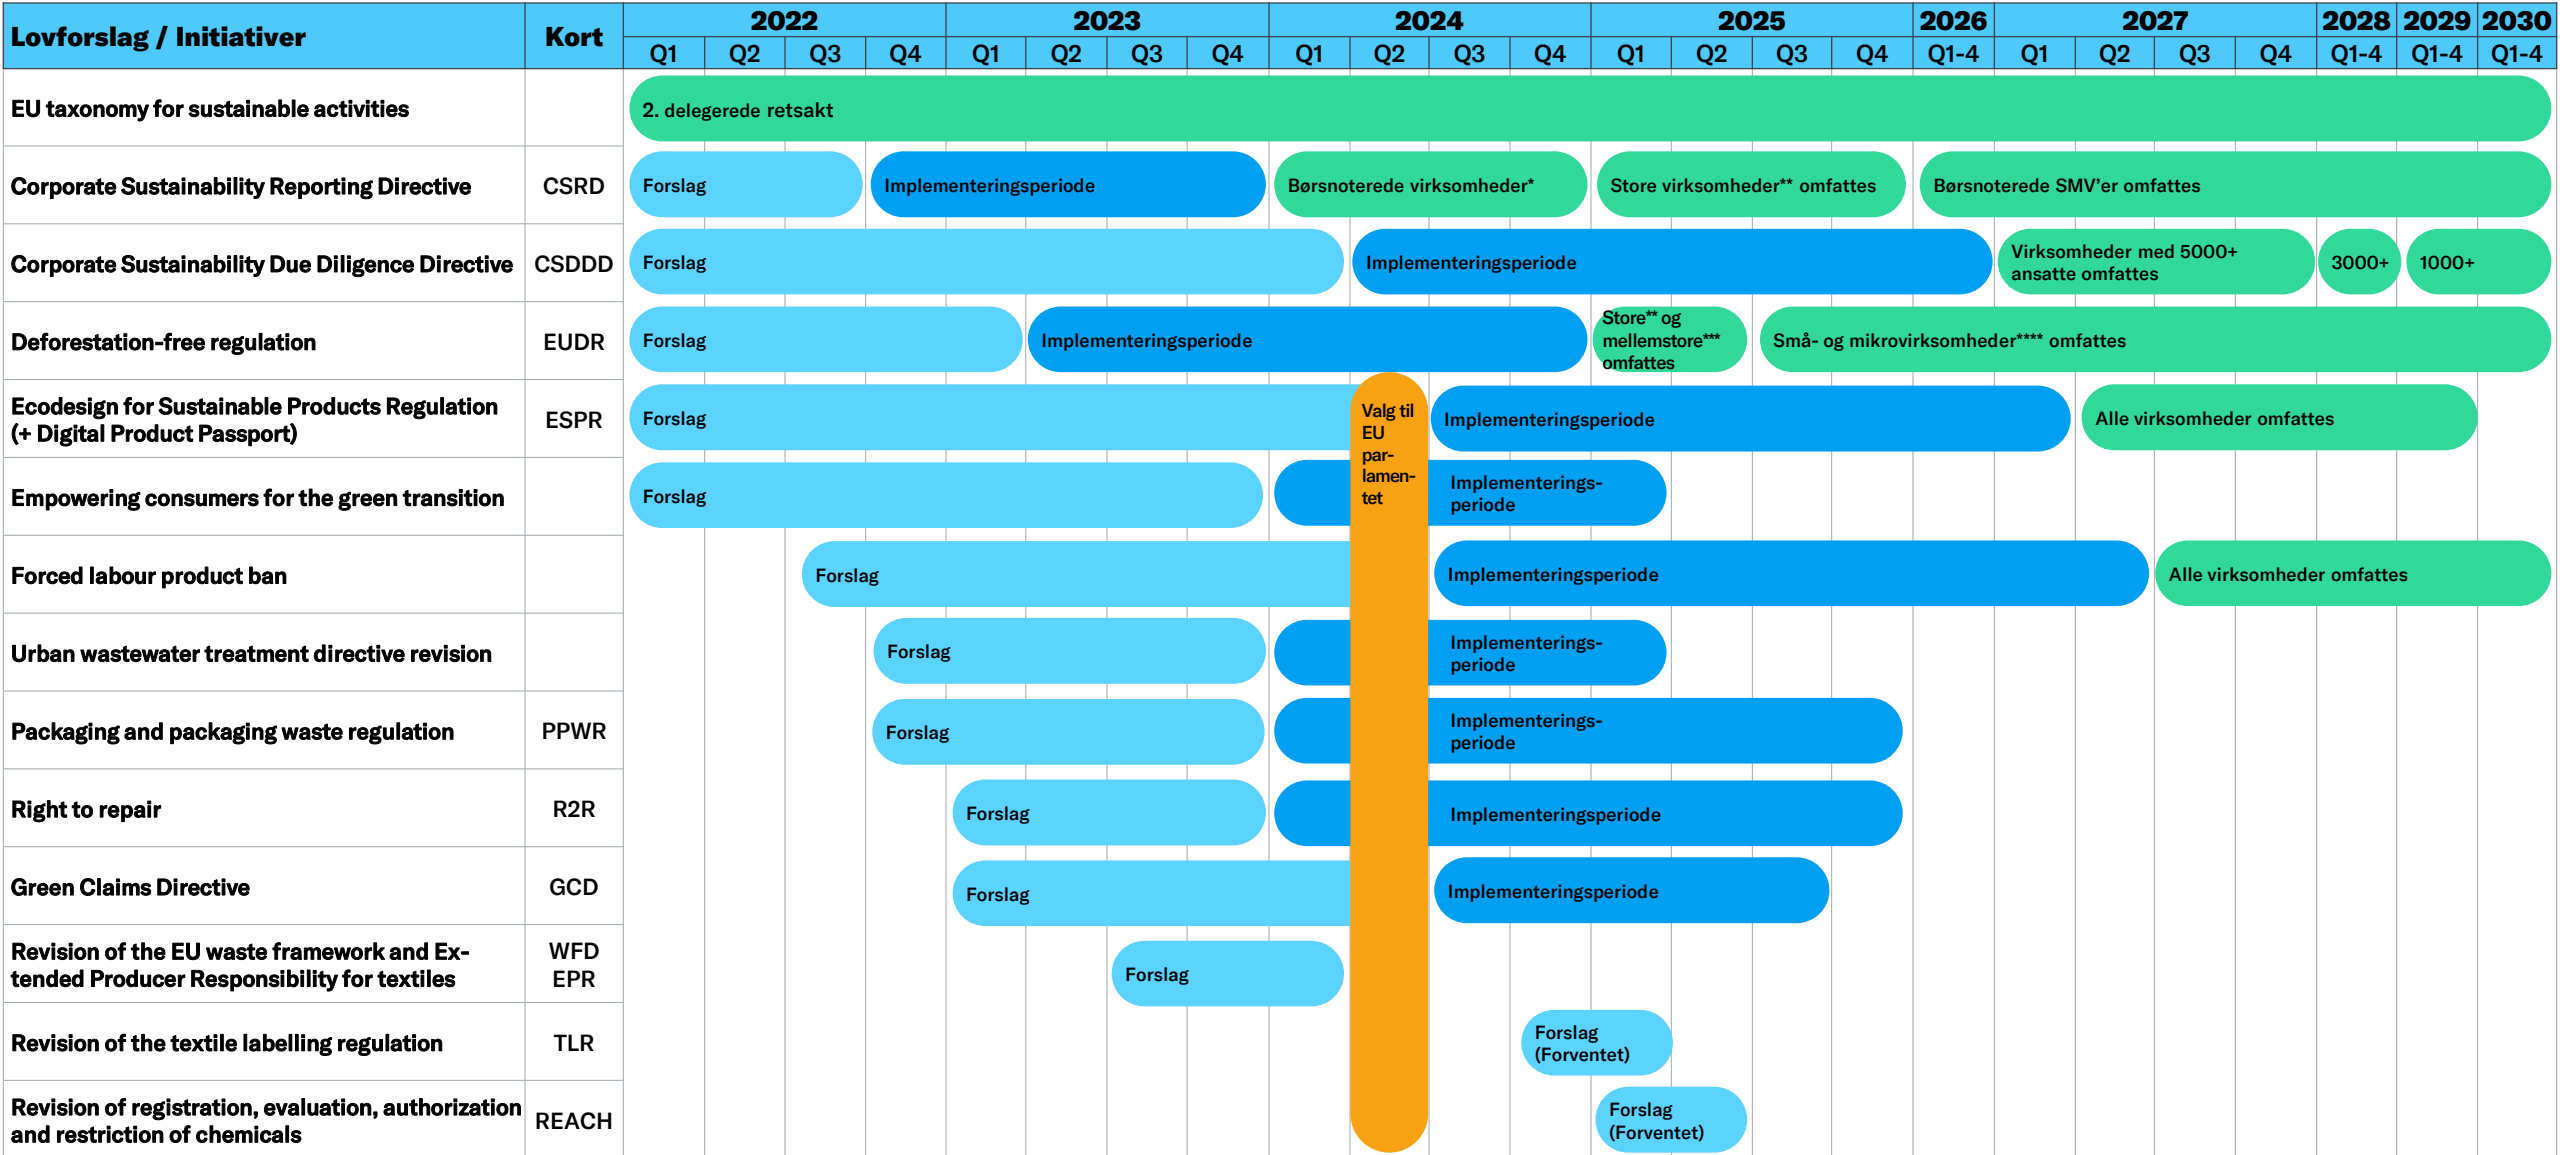 Lovforslag / Initiativer Kort 2022 2023 2024 2025 2026 2027 2028 2029 2030
Q1 Q2 Q3 Q4 Q1 Q2 Q3 Q4 Q1 Q2 Q3 Q4 Q1 Q2 Q3 Q4 Q1-4 Q1 Q2 Q3 Q4 Q1-4 Q1-4 Q1-4
EU taxonomy for sustainable activities
2. delegerede retsakt
Corporate Sustainability Reporting Directive
CSRD
Forslag
Implementeringsperiode
Børsnoterede virksomheder*
Store virksomheder** omfattes
Børsnoterede SMV'er omfattes
Corporate Sustainability Due Diligence Directive
CSDDD
Forslag
Implementeringsperiode
Virksomheder med 5000+
ansatte omfattes
3000+
1000+
Deforestation-free regulation
EUDR
Forslag
Implementeringsperiode
Store** og
mellemstore***
omfattes
Små- og mikrovirksomheder**** omfattes
Ecodesign for Sustainable Products Regulation
(+ Digital Product Passport)
ESPR
Forslag
Valg til
EU
par-
lamen-
tet
Implementeringsperiode
Alle virksomheder omfattes
Empowering consumers for the green transition
Forslag
Implementerings-
periode
Forced labour product ban
Forslag
Implementeringsperiode
Alle virksomheder omfattes
Urban wastewater treatment directive revision
Forslag
Implementerings-
periode
Packaging and packaging waste regulation
PPWR
Forslag
Implementerings-
periode
Right to repair
R2R
Forslag
Implementeringsperiode
Green Claims Directive
GCD
Forslag
Implementeringsperiode
Revision of the EU waste framework and Ex-
tended Producer Responsibility for textiles
WFD
EPR
Forslag
Revision of the textile labelling regulation
TLR
Forslag
(Forventet)
Revision of registration, evaluation, authorization
and restriction of chemicals
REACH
Forslag
(Forventet)